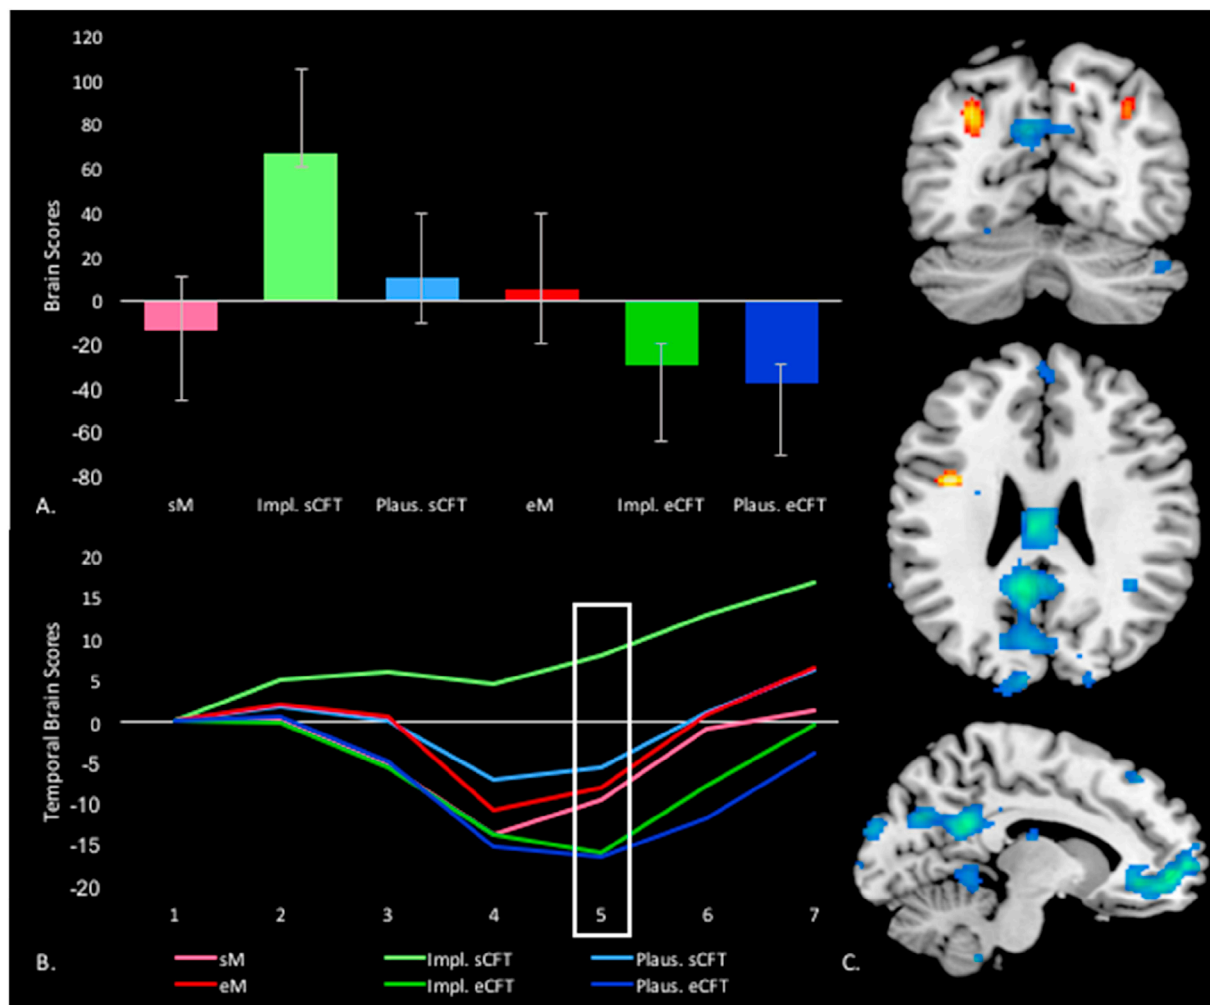 120
100
80
60
40
20
0
-20
-40
-60
-80
Brain Scores
A.
sM Impl. sCFT Plaus. sCFT eM Impl. eCFT Plaus. eCFT
20
15
10
5
0
-5
-10
-15
-20
Temporal Brain Scores
1 2 3 4 5 6 7
B.
sM Impl. sCFT Plaus. sCFT
eM Impl. eCFT Plaus. eCFT
C.